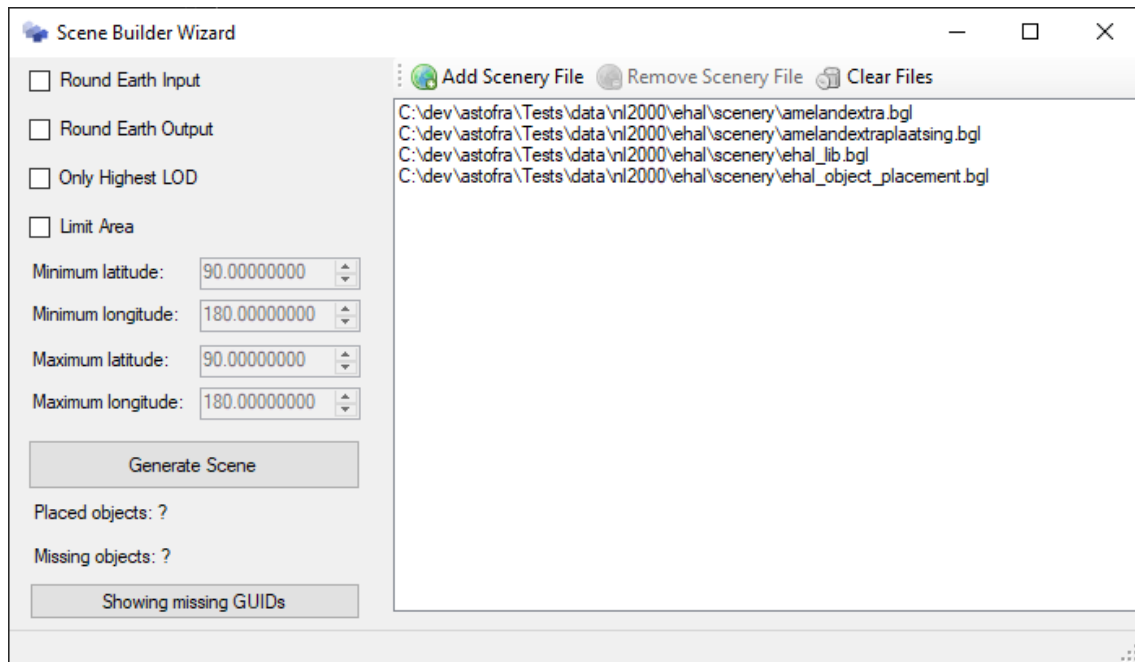 Scene Builder Wizard
Round Earth Input
Round Earth Output
Only Highest LOD
Limit Area
Minimum latitude: 90.00000000
Minimum longitude: 180.00000000
Maximum latitude: 90.00000000
Maximum longitude: 180.00000000
Generate Scene
Placed objects: ?
Missing objects: ?
Showing missing GUIDs
Add Scenery File Remove Scenery File Clear Files
C:\dev\astofra\Tests\data\nl2000\ehal\scenery\amelandextra.bgl
C:\dev\astofra\Tests\data\nl2000\ehal\scenery\amelandextraplaatsing.bgl
C:\dev\astofra\Tests\data\nl2000\ehal\scenery\ehal_lib.bgl
C:\dev\astofra\Tests\data\nl2000\ehal\scenery\ehal_object_placement.bgl